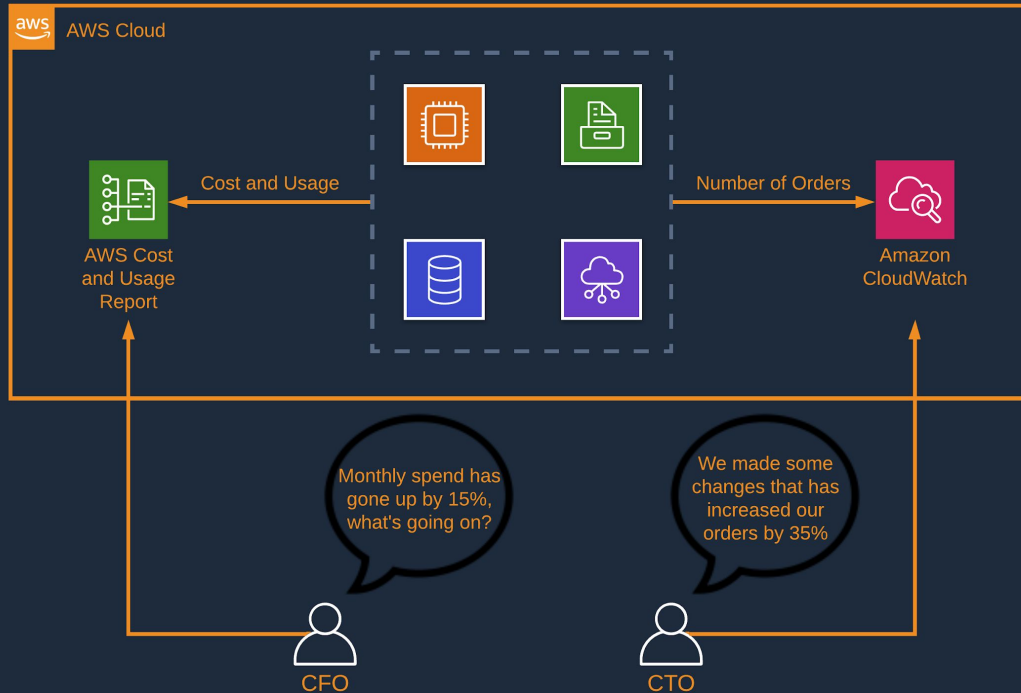 aws
AWS Cloud
Cost and Usage
Number of Orders
AWS Cost
and Usage
Report
Amazon
CloudWatch
Monthly spend has
gone up by 15%,
what's going on?
We made some
changes that has
increased our
orders by 35%
CFO
CTO